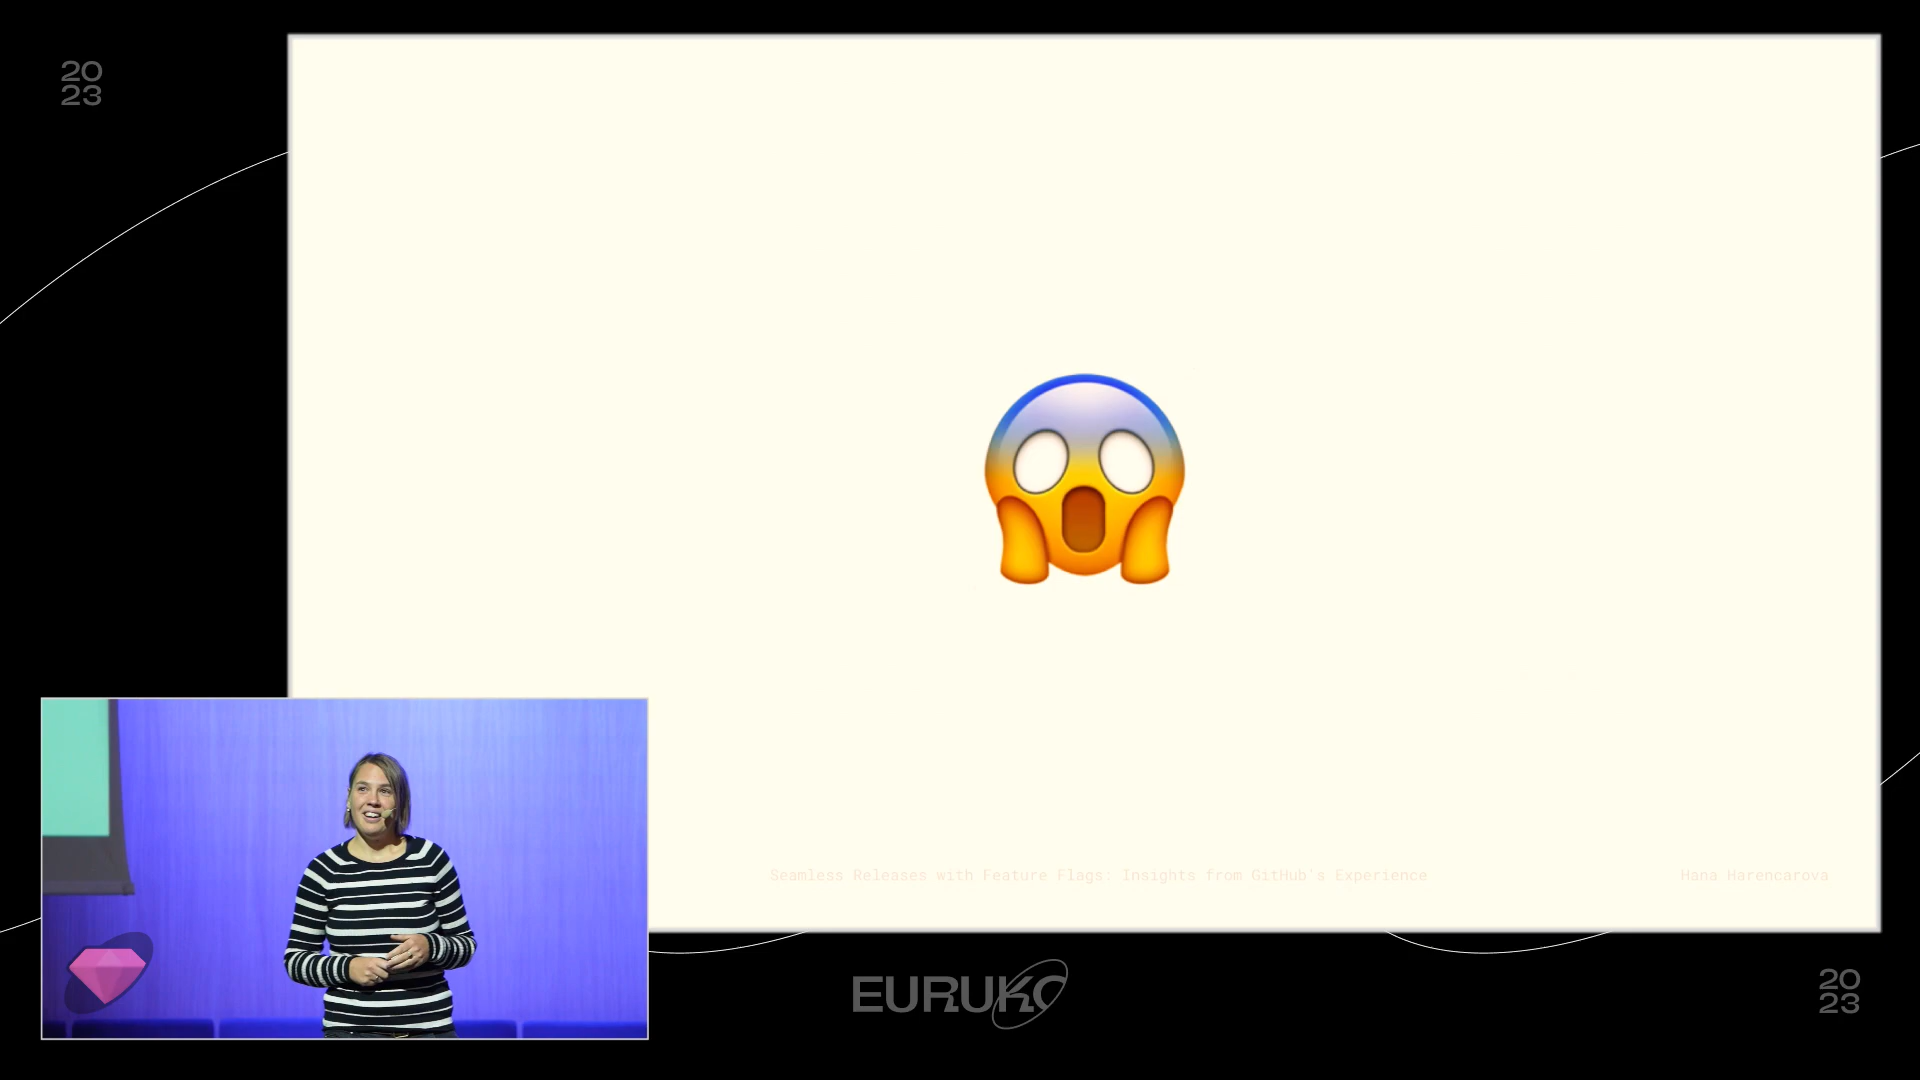 20
23
Seamless Releases with Feature Flags: Insights from GitHub's Experience
Hana Harencarova
EURUKO
20
23